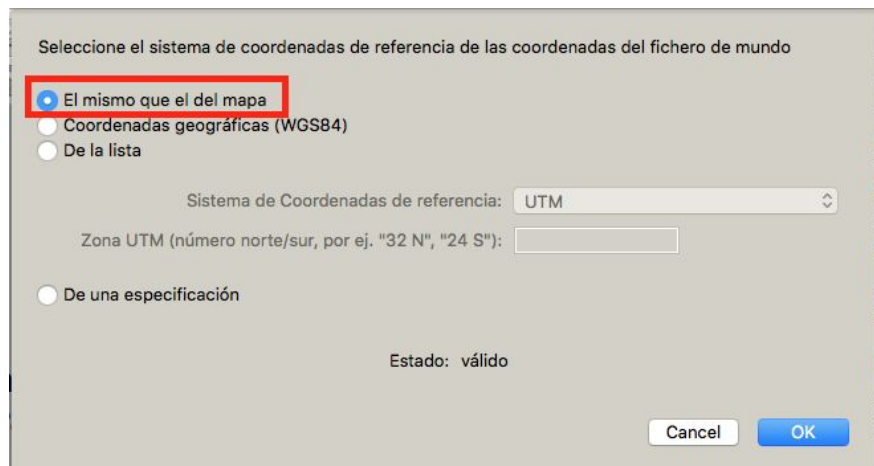 Seleccione el sistema de coordenadas de referencia de las coordenadas del fichero de mundo
El mismo que el del mapa
Coordenadas geográficas (WGS84)
De la lista
Sistema de Coordenadas de referencia: UTM
Zona UTM (número norte/sur, por ej. "32 N", "24 S"):
De una especificación
Estado: válido
Cancel OK